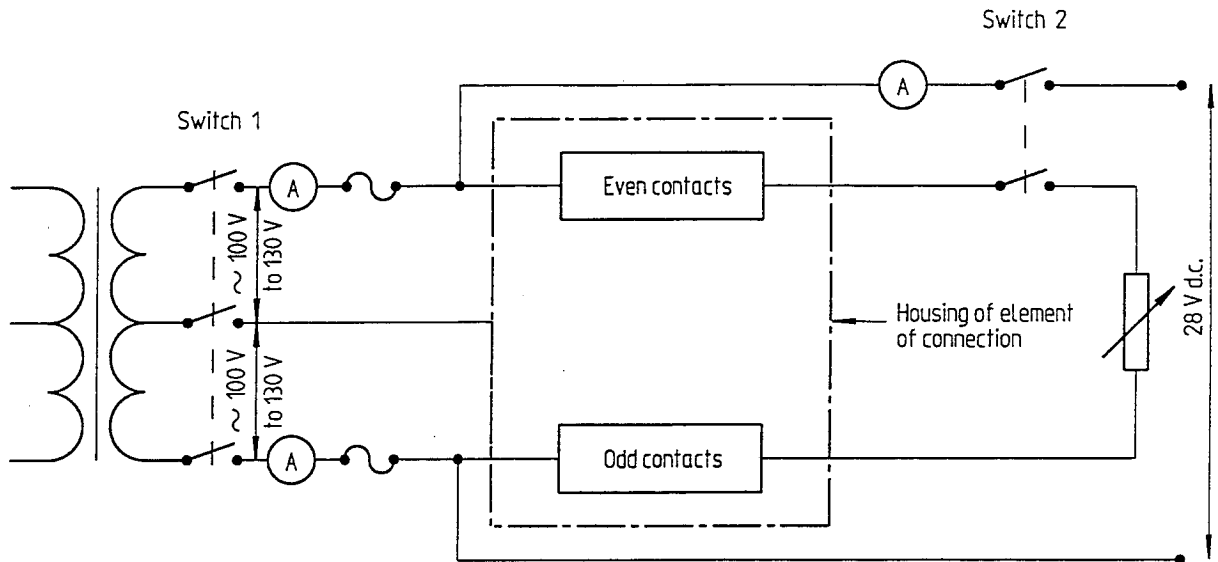 Switch 2
A
Switch 1
A
Even contacts
~ 100 V
to 130 V
Housing of element
of connection
28 V d.c.
~ 100 V
to 130 V
A
Odd contacts